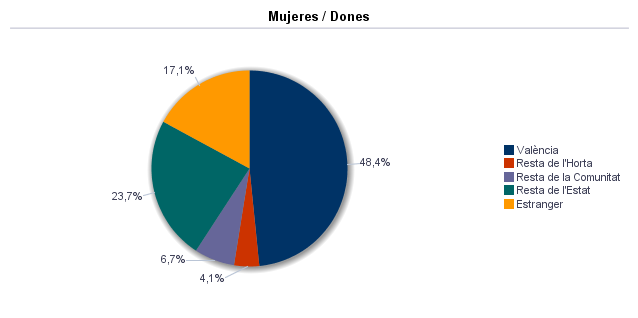 Mujeres / Dones
17,1%
48,4%
23,7%
6,7%
4,1%
València
Resta de l'Horta
Resta de la Comunitat
Resta de l'Estat
Estranger